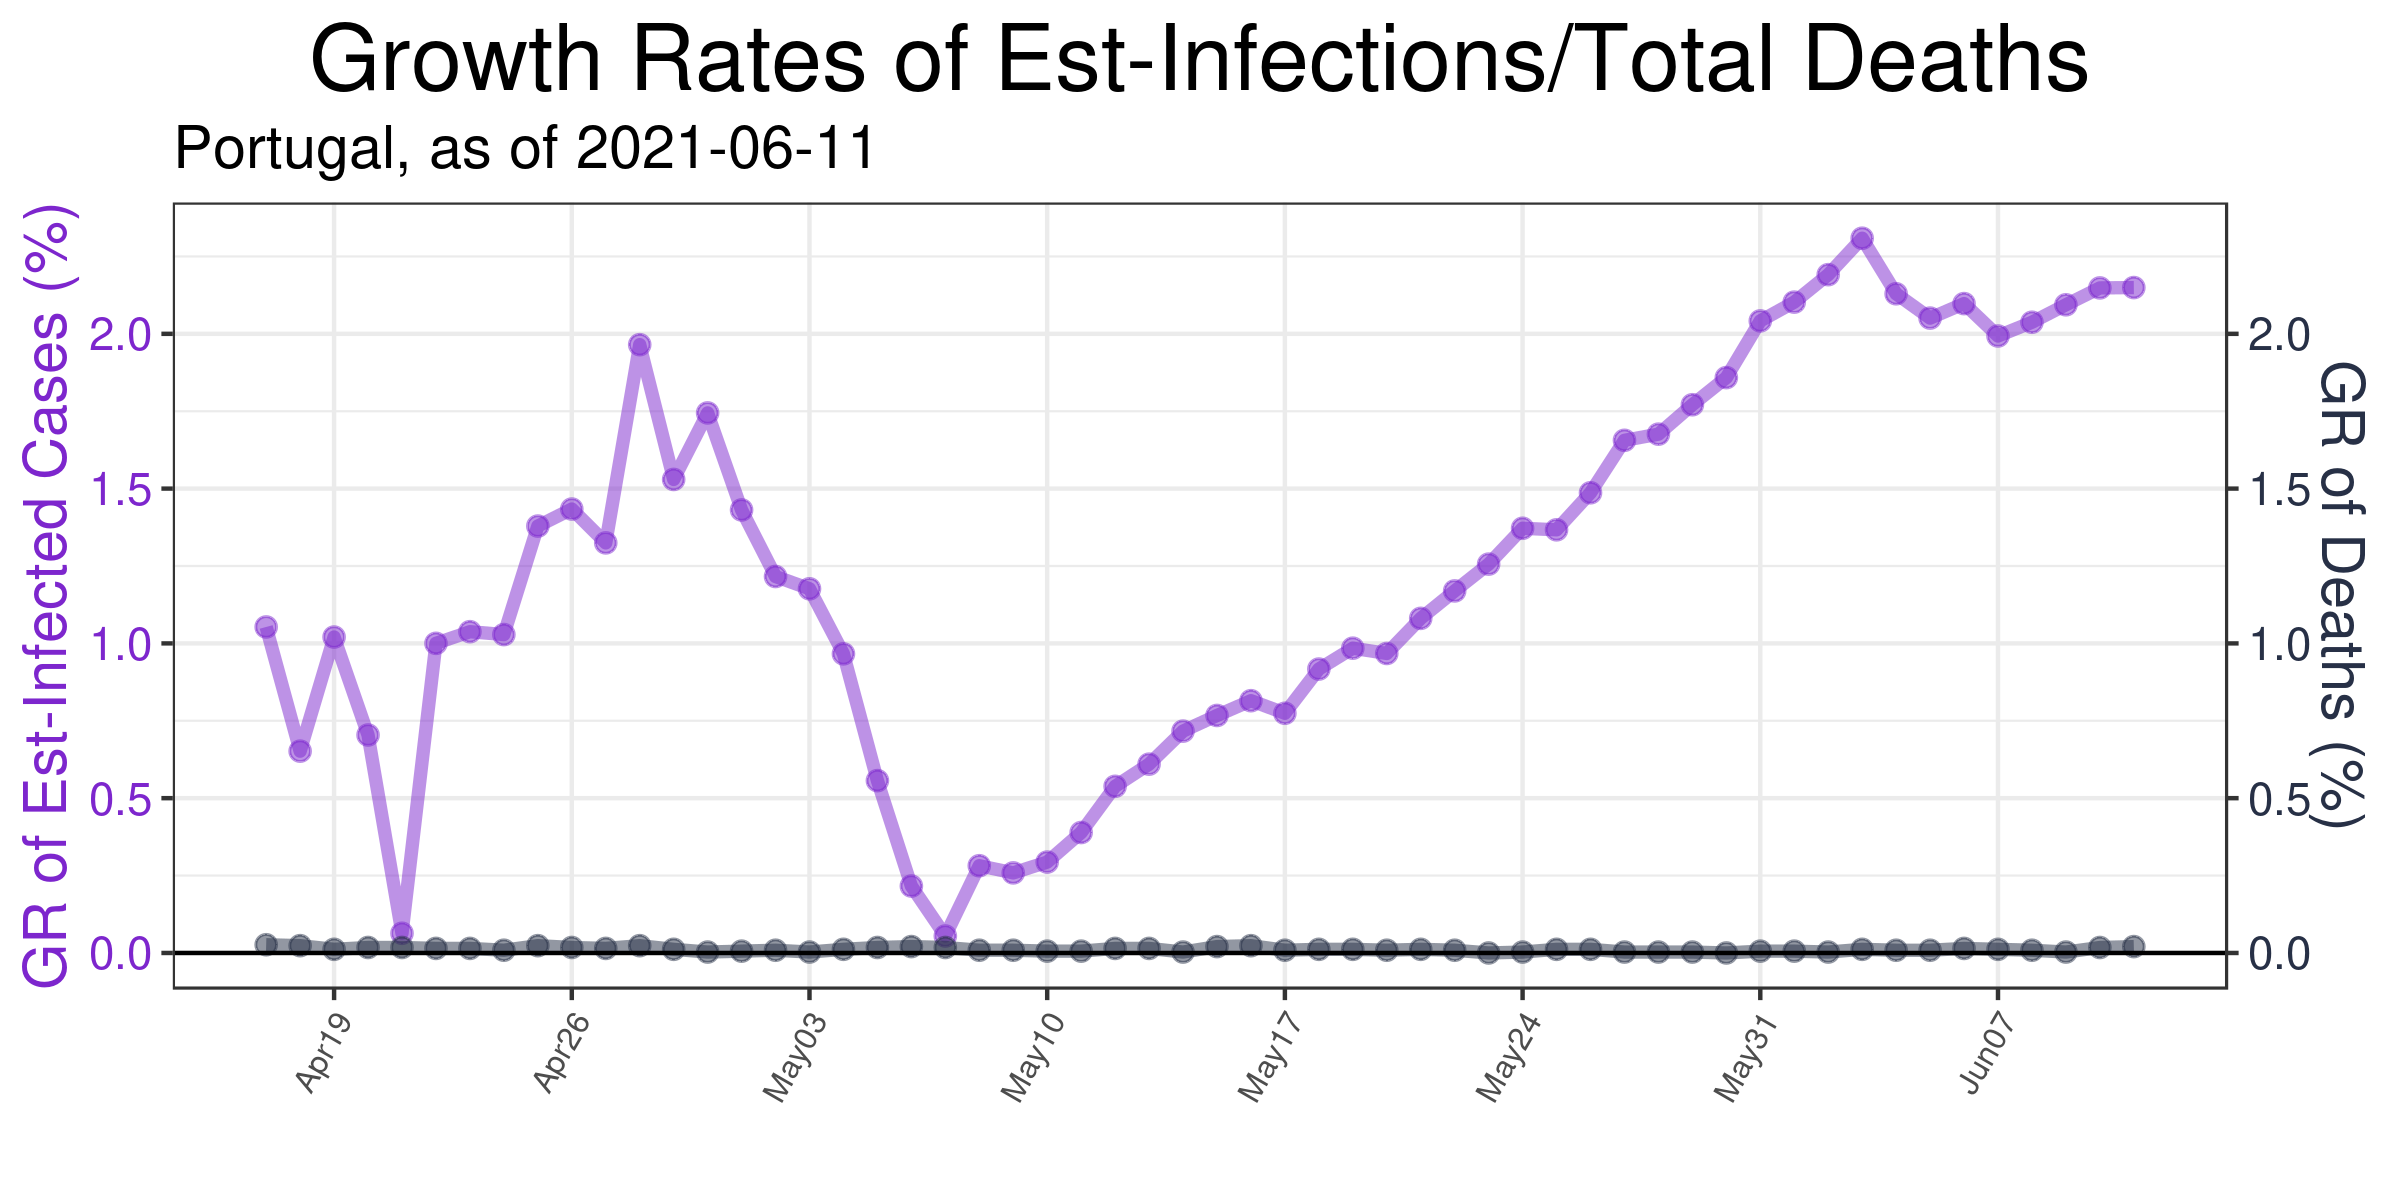 Growth Rates of Est-Infections/Total Deaths
Portugal, as of 2021-06-11
GR of Est-Infected Cases (%)
2.0
1.5
1.0
0.5
0.0
2.0
1.5
1.0
0.5
0.0
GR of Deaths (%)
Apr19
Apr26
May03
May10
May17
May24
May31
Jun07